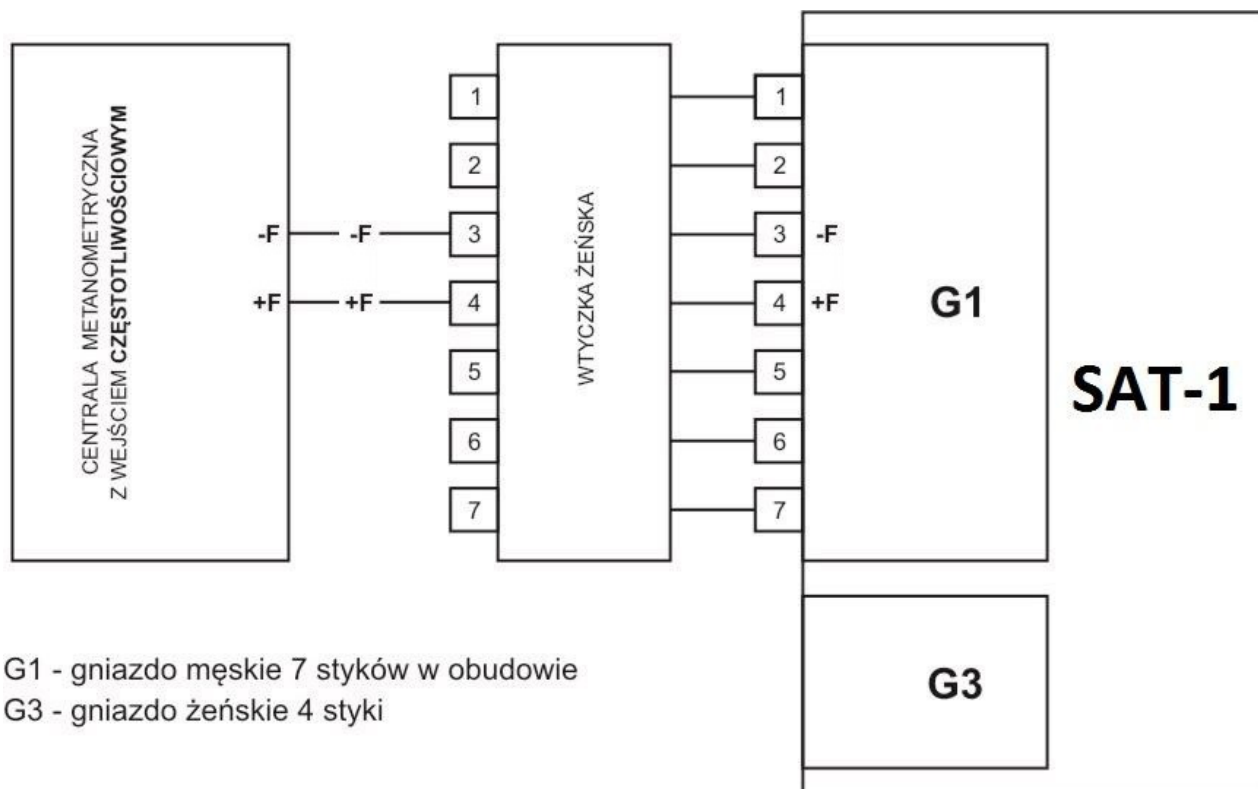 CENTRALA METANOMETRYCZNA
Z WEJŚCIEM CZĘSTOTLIWOŚCIOWYM
-F
-F
+F
+F
1
2
3
4
5
6
7
WTYCZKA ŻEŃSKA
1
2
3
4
5
6
7
-F
+F
G1
SAT-1
G3
G1 - gniazdo męskie 7 styków w obudowie
G3 - gniazdo żeńskie 4 styki